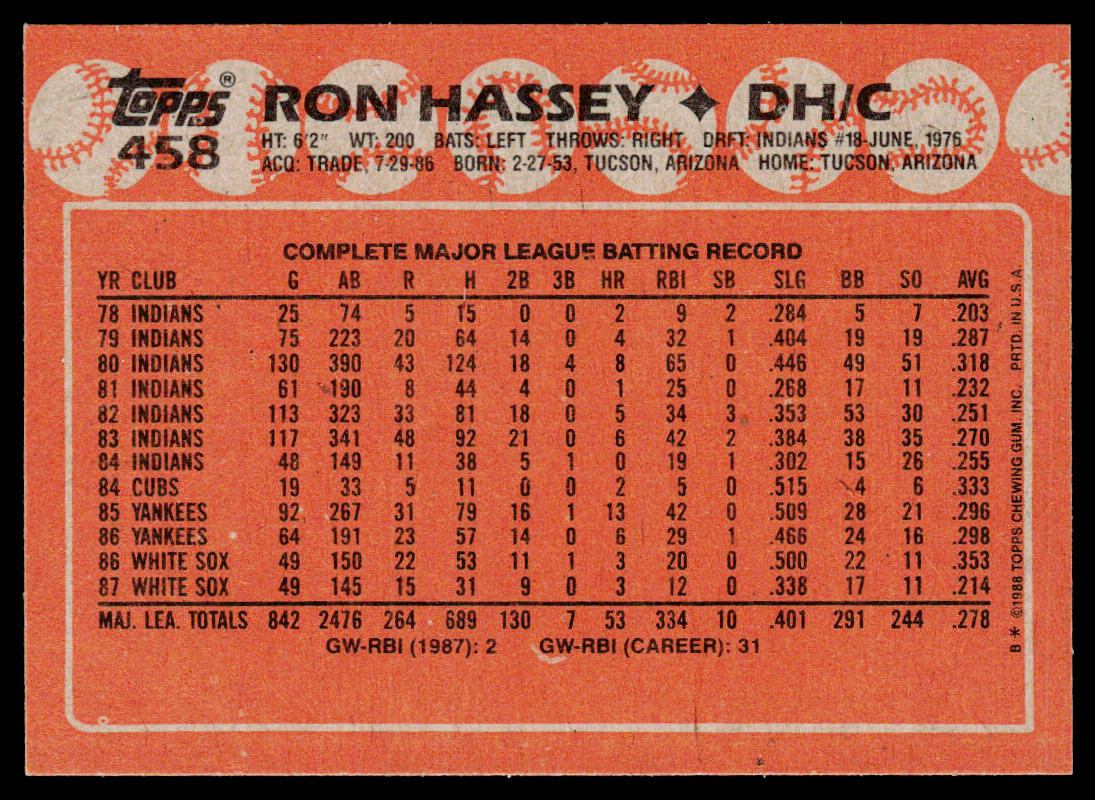 topps® RON HASSEY ✦ DH/C
458 HT: 6'2" WT: 200 BATS: LEFT THROWS: RIGHT DRFT: INDIANS #18-JUNE, 1976
ACQ: TRADE, 7-29-86 BORN: 2-27-53, TUCSON, ARIZONA HOME: TUCSON, ARIZONA
COMPLETE MAJOR LEAGUE BATTING RECORD
YR CLUB G AB R H 2B 3B HR RBI SB SLG BB SO AVG
78 INDIANS 25 74 5 15 0 0 2 9 2 .284 5 7 .203
79 INDIANS 75 223 20 64 14 0 4 32 1 .404 19 19 .287
80 INDIANS 130 390 43 124 18 4 8 65 0 .446 49 51 .318
81 INDIANS 61 190 8 44 4 0 1 25 0 .268 17 11 .232
82 INDIANS 113 323 33 81 18 0 5 34 3 .353 53 30 .251
83 INDIANS 117 341 48 92 21 0 6 42 2 .384 38 35 .270
84 INDIANS 48 149 11 38 5 1 0 19 1 .302 15 26 .255
84 CUBS 19 33 5 11 0 0 2 5 0 .515 4 6 .333
85 YANKEES 92 267 31 79 16 1 13 42 0 .509 28 21 .296
86 YANKEES 64 191 23 57 14 0 6 29 1 .466 24 16 .298
86 WHITE SOX 49 150 22 53 11 1 3 20 0 .500 22 11 .353
87 WHITE SOX 49 145 15 31 9 0 3 12 0 .338 17 11 .214
MAJ. LEA. TOTALS 842 2476 264 689 130 7 53 334 10 .401 291 244 .278
GW-RBI (1987): 2 GW-RBI (CAREER): 31
B* ©1988 TOPPS CHEWING GUM, INC. PRTD. IN U.S.A.